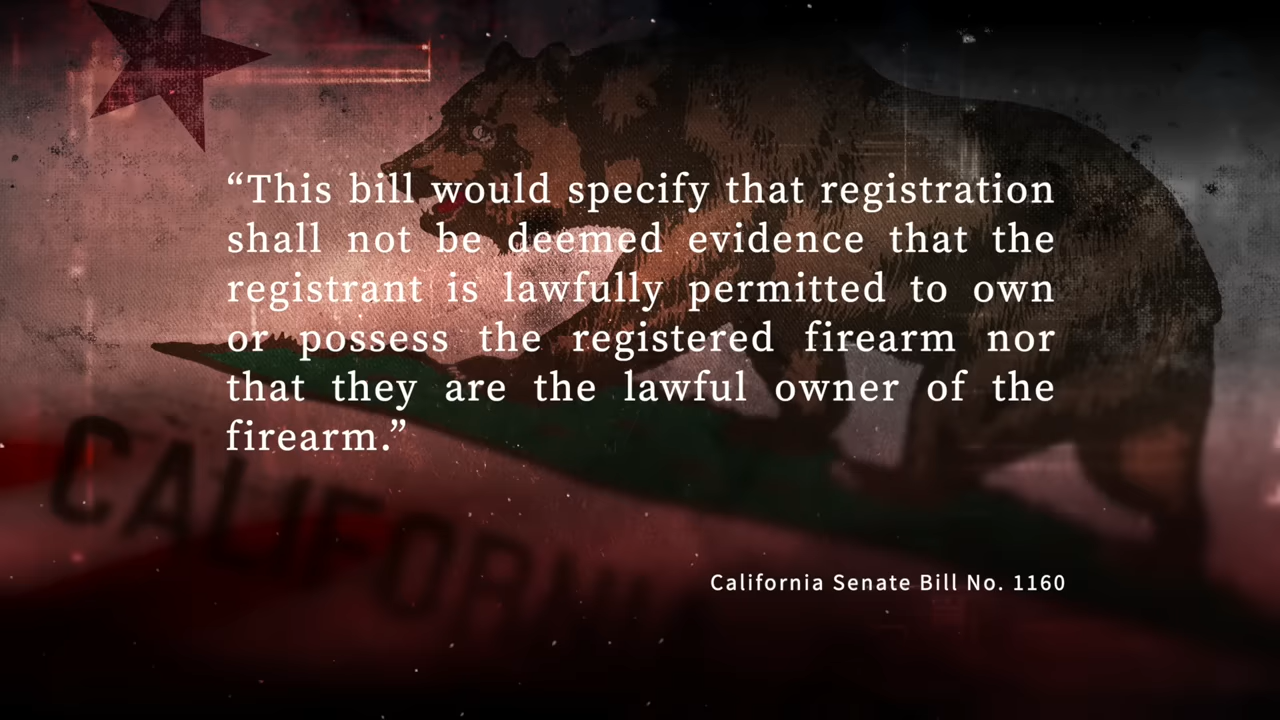 “This bill would specify that registration
shall not be deemed evidence that the
registrant is lawfully permitted to own
or possess the registered firearm nor
that they are the lawful owner of the
firearm.”
CALIFORNIA
California Senate Bill No. 1160